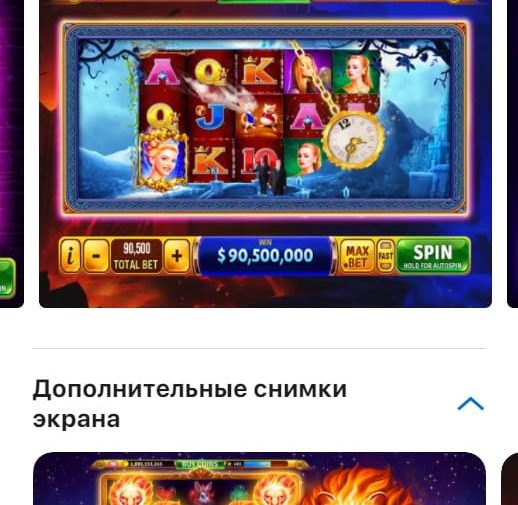 A Q K
Q J A
K 10
12
i - 90,500 + WIN MAX FAST SPIN
TOTAL BET $90,500,000 .BET HOLD FOR AUTOSPIN
Дополнительные снимки
экрана
BUY COINS